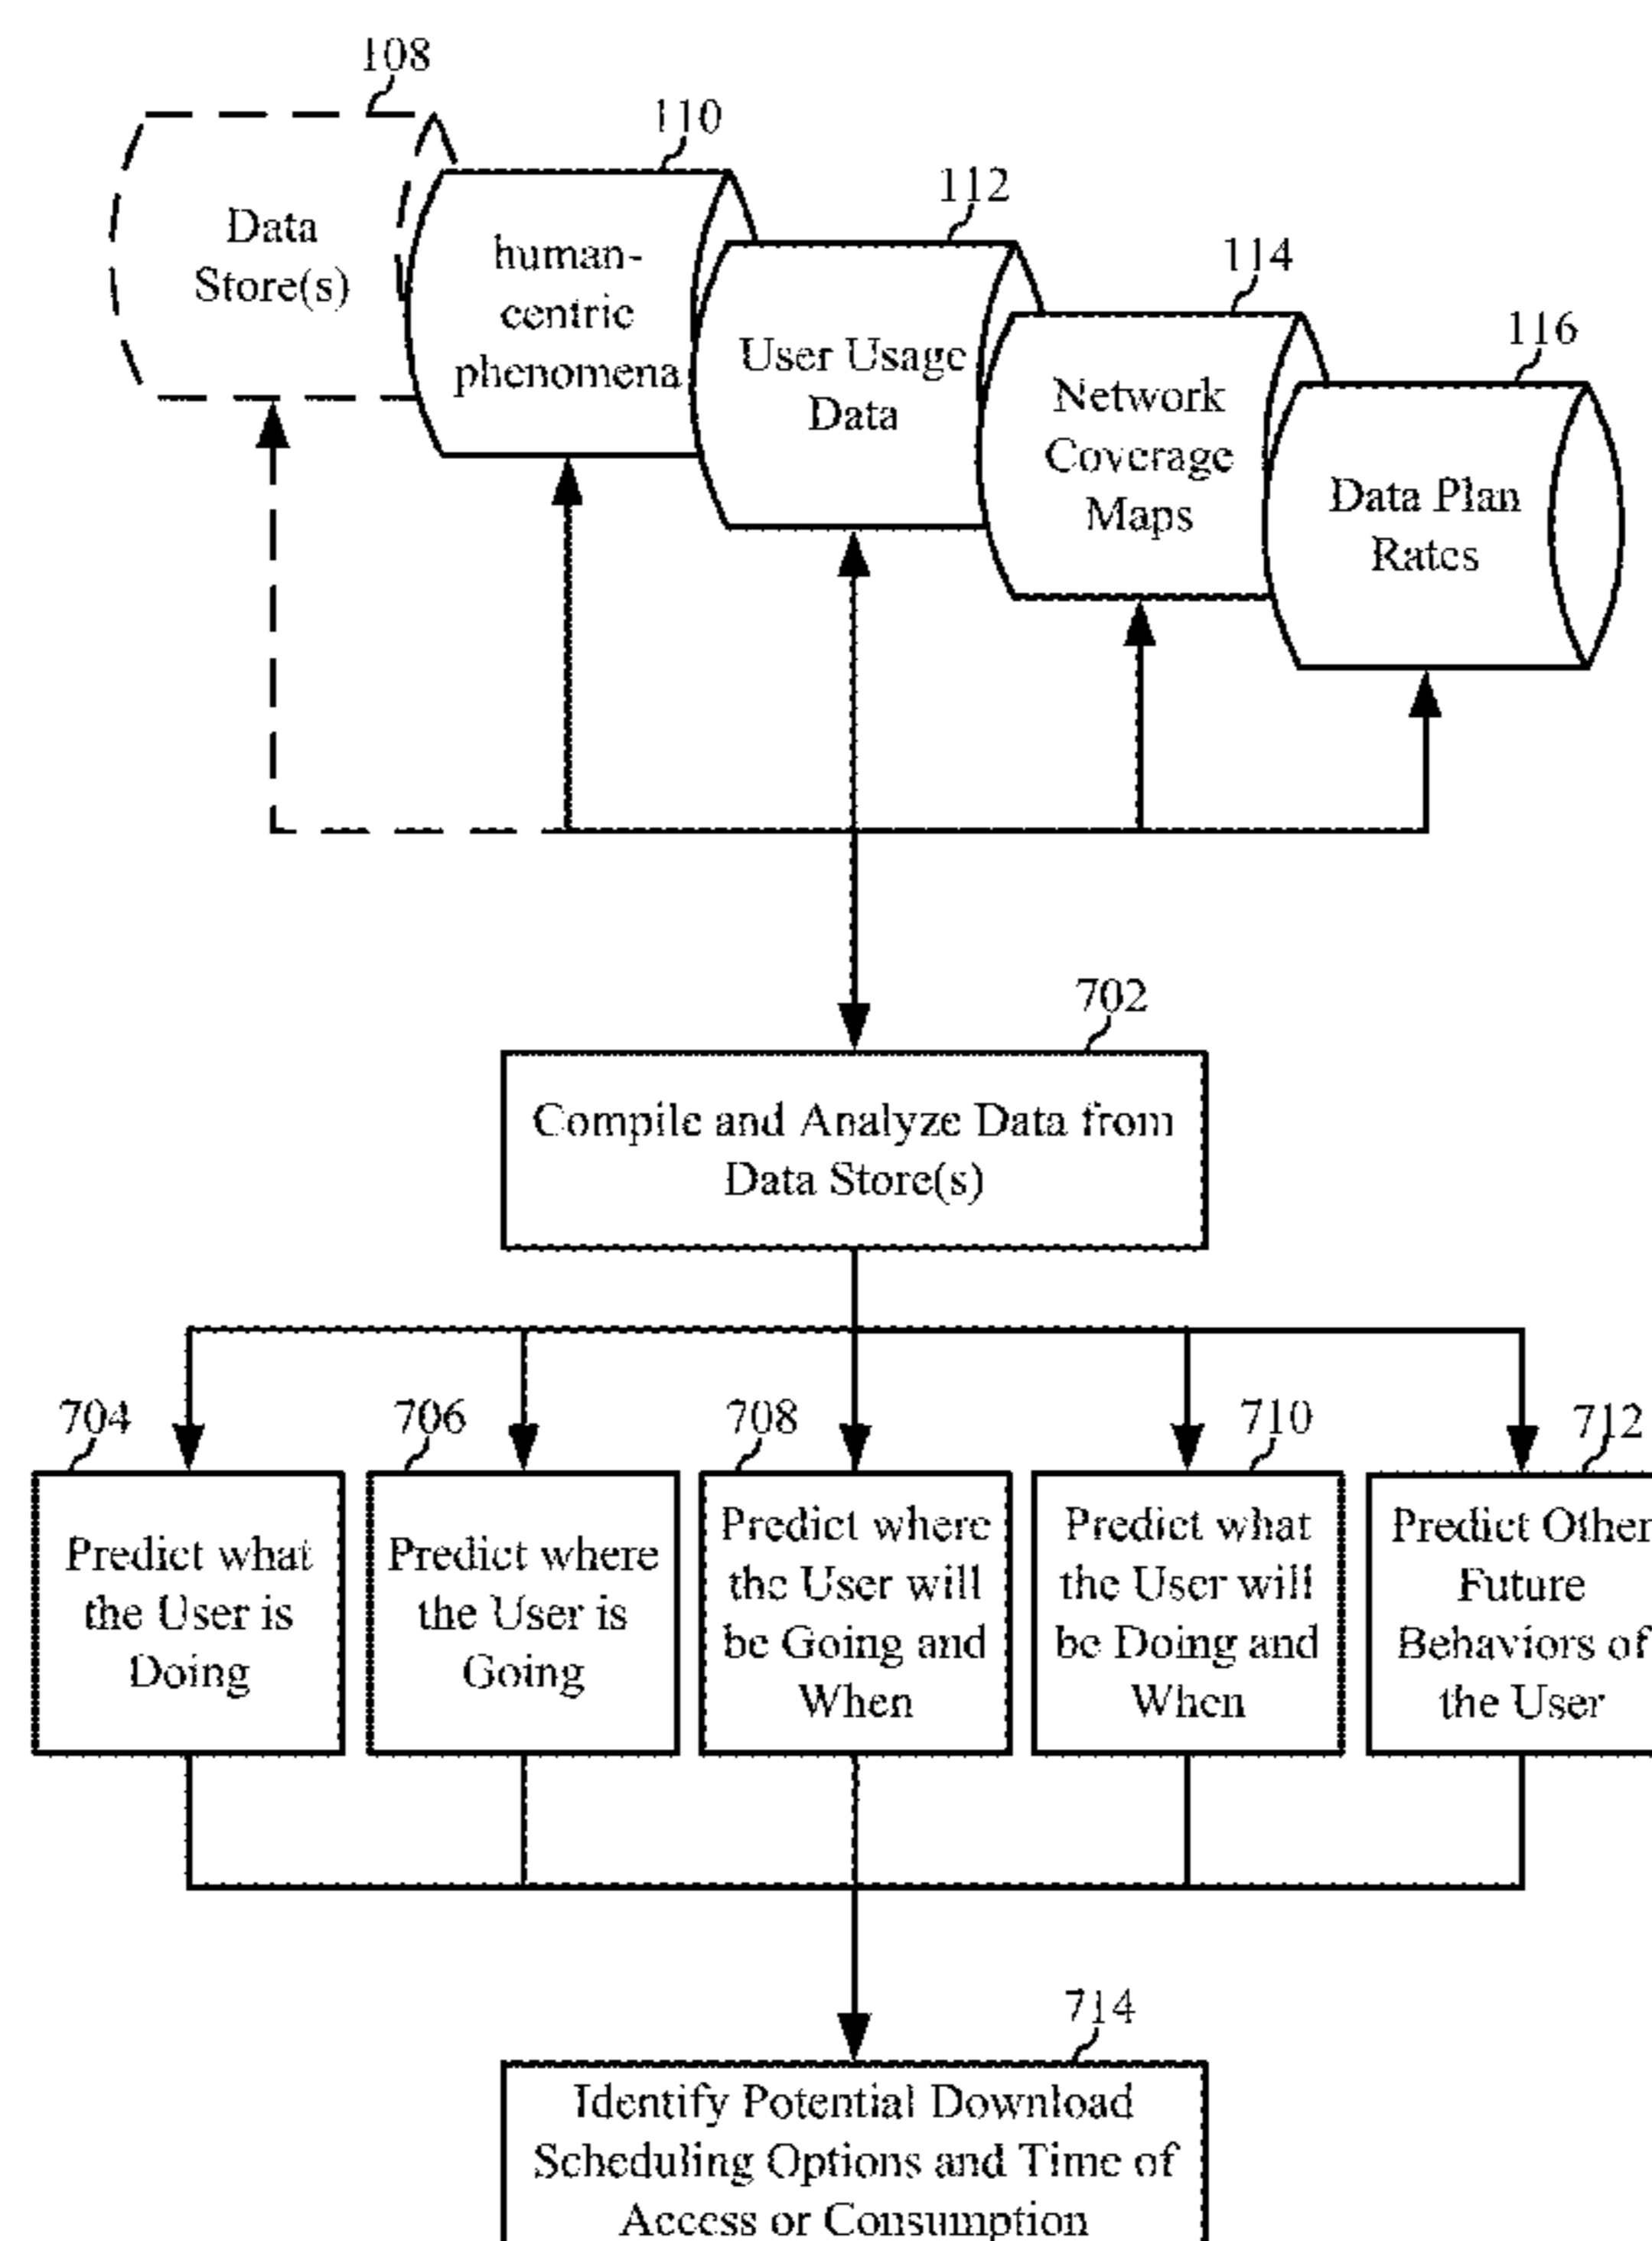 108
Data
Store(s)
110
human-
centric
phenomena
112
User Usage
Data
114
Network
Coverage
Maps
116
Data Plan
Rates
702
Compile and Analyze Data from
Data Store(s)
704
Predict what
the User is
Doing
706
Predict where
the User is
Going
708
Predict where
the User will
be Going and
When
710
Predict what
the User will
be Doing and
When
712
Predict Other
Future
Behaviors of
the User
714
Identify Potential Download
Scheduling Options and Time of
Access or Consumption